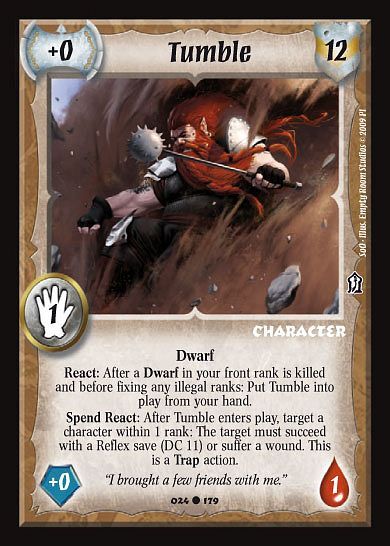 +0
Tumble
12
SoD • Illus. Empty Room Studios © 2009 PI
1
CHARACTER
Dwarf
React: After a Dwarf in your front rank is killed
and before fixing any illegal ranks: Put Tumble into
play from your hand.
Spend React: After Tumble enters play, target a
character within 1 rank: The target must succeed
with a Reflex save (DC 11) or suffer a wound. This
is a Trap action.
+0
"I brought a few friends with me."
1
024 ● 179